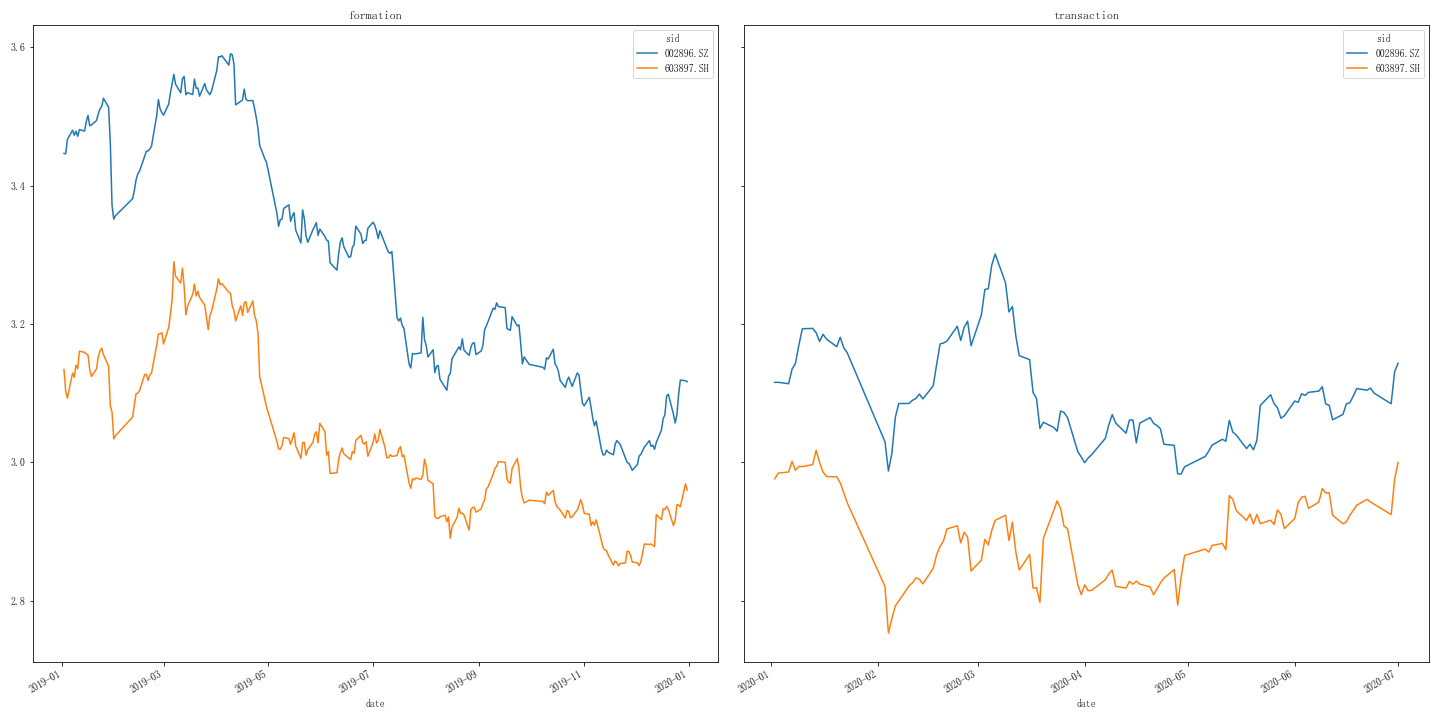 formation
sid
002896.SZ
603897.SH
3.6
3.4
3.2
3.0
2.8
2019-01
2019-03
2019-05
2019-07
2019-09
2019-11
2020-01
date
transaction
sid
002896.SZ
603897.SH
2020-01
2020-02
2020-03
2020-04
2020-05
2020-06
2020-07
date